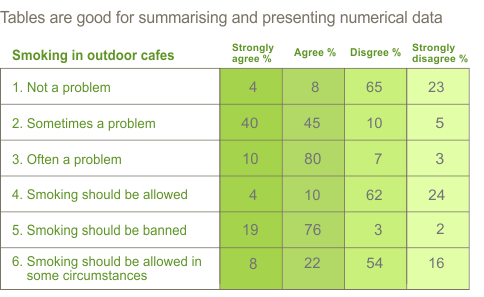 Tables are good for summarising and presenting numerical data
Smoking in outdoor cafes Strongly agree % Agree % Disgree % Strongly disagree %
1. Not a problem 4 8 65 23
2. Sometimes a problem 40 45 10 5
3. Often a problem 10 80 7 3
4. Smoking should be allowed 4 10 62 24
5. Smoking should be banned 19 76 3 2
6. Smoking should be allowed in
some circumstances 8 22 54 16